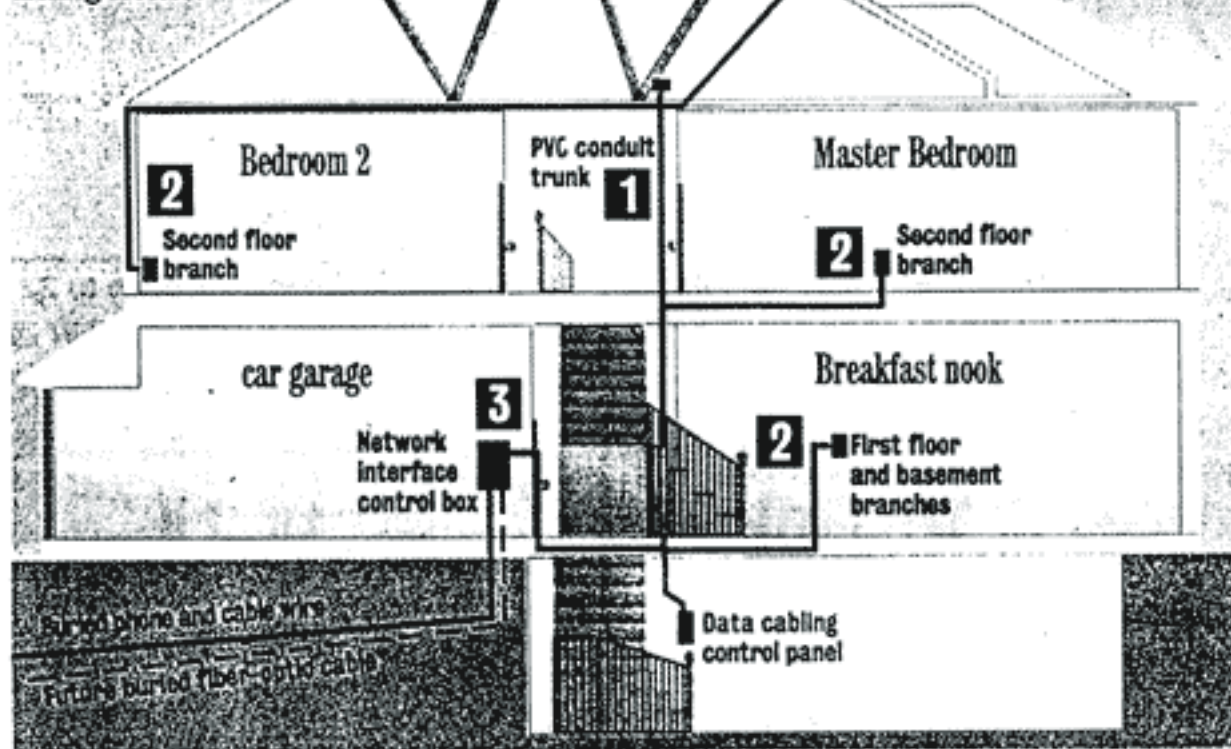 Bedroom 2
PVC conduit
trunk
1
Master Bedroom
2
Second floor
branch
2
Second floor
branch
car garage
3
Network
interface
control box
Breakfast nook
2
First floor
and basement
branches
Buried phone and cable wire
Future buried fiber-optic cable
Data cabling
control panel